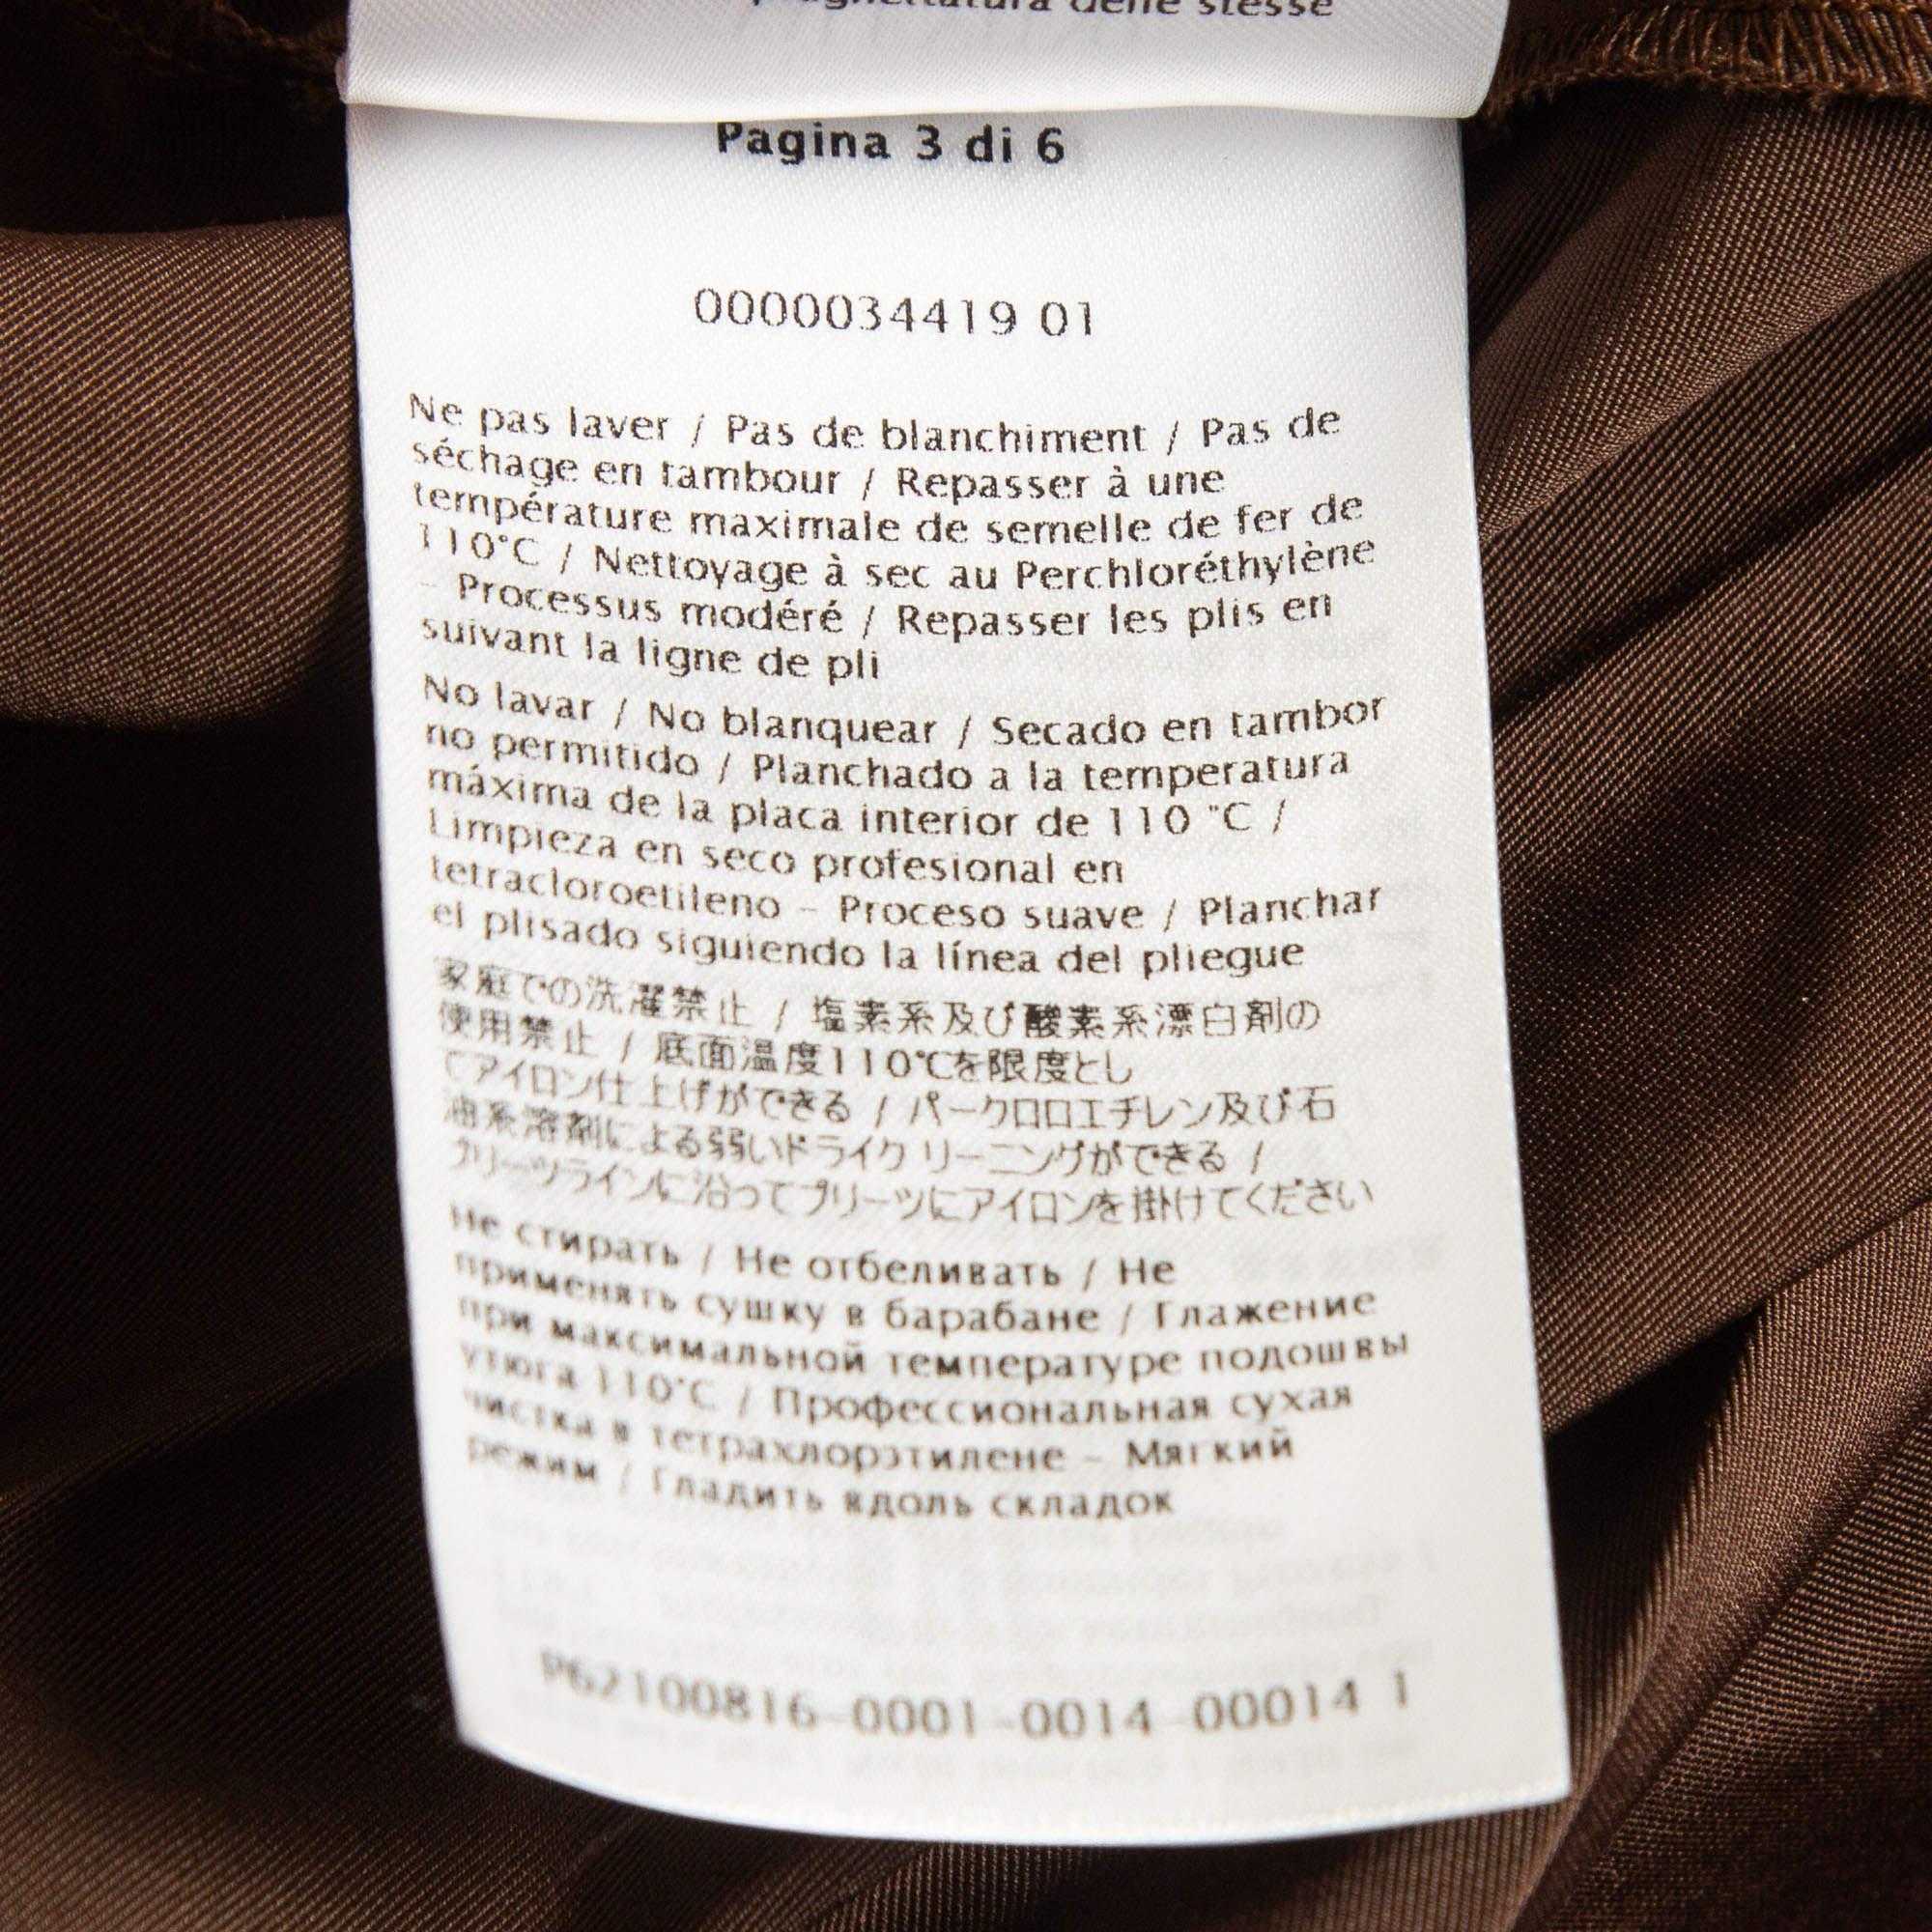 delle stesse
Pagina 3 di 6
0000034419 01
Ne pas laver / Pas de blanchiment / Pas de
séchage en tambour / Repasser à une
température maximale de semelle de fer de
110°C / Nettoyage à sec au Perchloréthylène
- Processus modéré / Repasser les plis en
suivant la ligne de pli
No lavar / No blanquear / Secado en tambor
no permitido / Planchado a la temperatura
máxima de la placa interior de 110 °C /
Limpieza en seco profesional en
tetracloroetileno - Proceso suave / Planchar
el plisado siguiendo la línea del pliegue
家庭での洗濯禁止 / 塩素系及び酸素系漂白剤の
使用禁止 / 底面温度110℃を限度とし
てアイロン仕上げができる / パークロロエチレン及び石
油系溶剤による弱いドライクリーニングができる /
プリーツラインに沿ってプリーツにアイロンを掛けてください
Не стирать / Не отбеливать / Не
применять сушку в барабане / Глажение
при максимальной температуре подошвы
утюга 110°C / Профессиональная сухая
чистка в тетрахлорэтилене - Мягкий
режим / Гладить вдоль складок
P62100816-0001-0014-00014 1